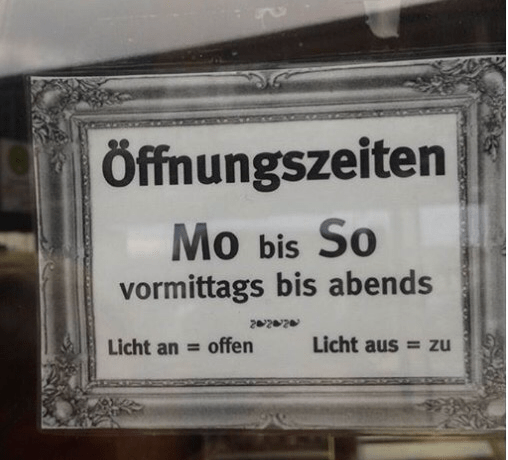 Öffnungszeiten
Mo bis So
vormittags bis abends
Licht an = offen Licht aus = zu